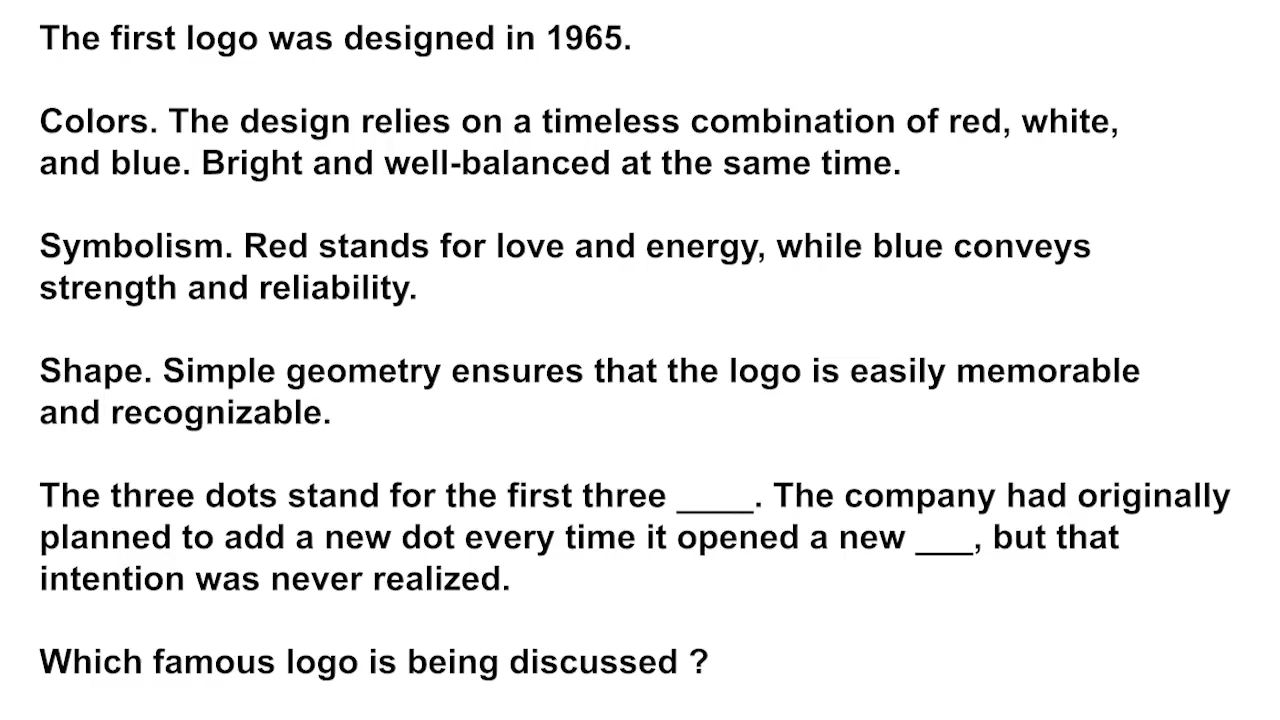 The first logo was designed in 1965.
Colors. The design relies on a timeless combination of red, white,
and blue. Bright and well-balanced at the same time.
Symbolism. Red stands for love and energy, while blue conveys
strength and reliability.
Shape. Simple geometry ensures that the logo is easily memorable
and recognizable.
The three dots stand for the first three ____. The company had originally
planned to add a new dot every time it opened a new ___, but that
intention was never realized.
Which famous logo is being discussed ?